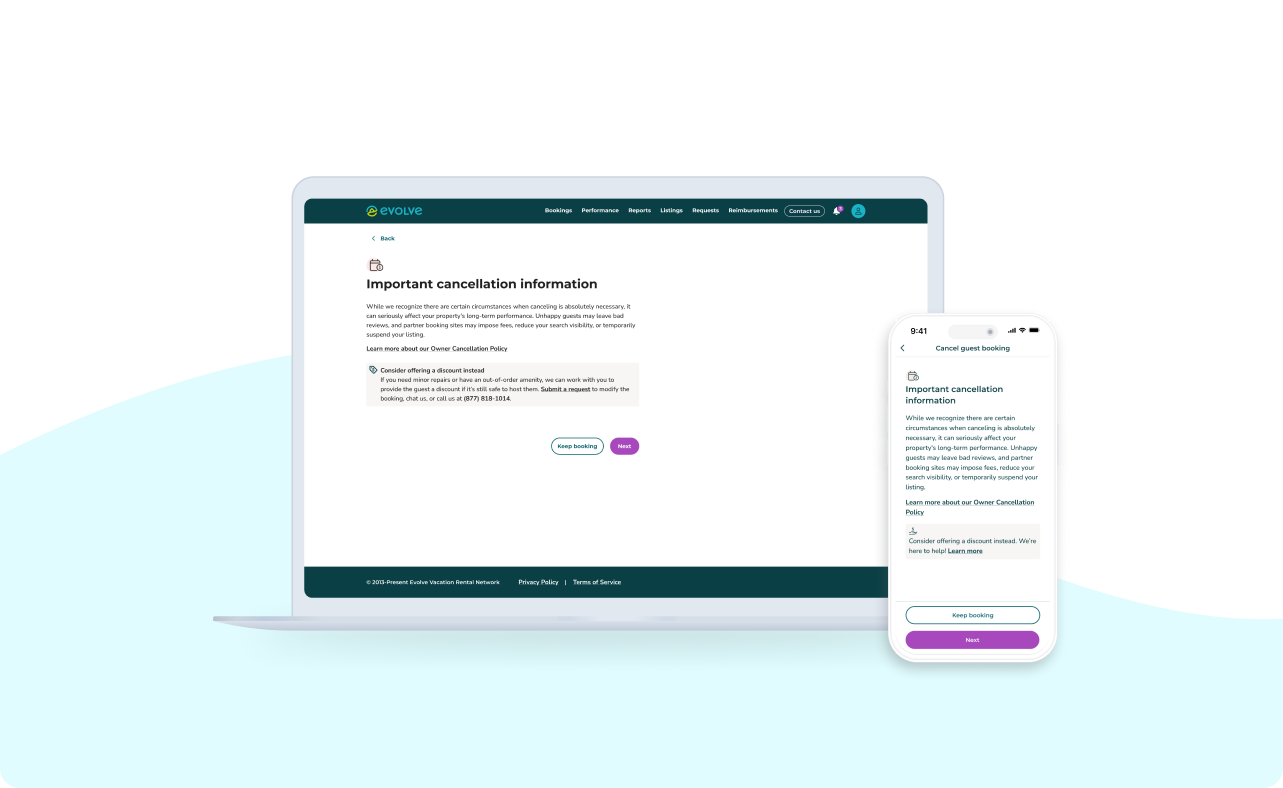 evolve
Bookings Performance Reports Listings Requests Reimbursements Contact us
Back
Important cancellation information
While we recognize there are certain circumstances when canceling is absolutely necessary, it
can seriously affect your property's long-term performance. Unhappy guests may leave bad
reviews, and partner booking sites may impose fees, reduce your search visibility, or temporarily
suspend your listing.
Learn more about our Owner Cancellation Policy
Consider offering a discount instead
If you need minor repairs or have an out-of-order amenity, we can work with you to
provide the guest a discount if it's still safe to host them. Submit a request to modify the
booking, chat us, or call us at (877) 818-1014.
Keep booking Next
© 2013-Present Evolve Vacation Rental Network Privacy Policy | Terms of Service
9:41
Cancel guest booking
Important cancellation
information
While we recognize there are certain
circumstances when canceling is absolutely
necessary, it can seriously affect your
property's long-term performance. Unhappy
guests may leave bad reviews, and partner
booking sites may impose fees, reduce your
search visibility, or temporarily suspend your
listing.
Learn more about our Owner Cancellation
Policy
Consider offering a discount instead. We're
here to help! Learn more
Keep booking
Next